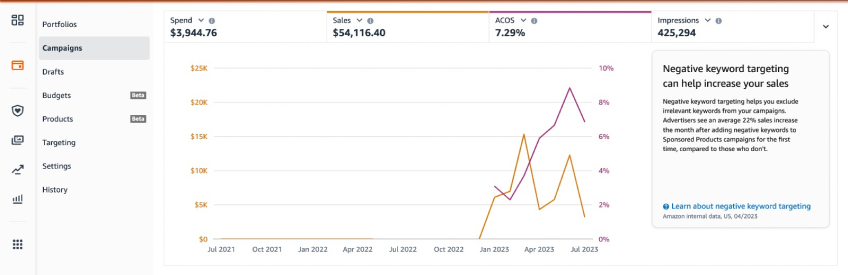 Portfolios
Campaigns
Drafts
Budgets Beta
Products Beta
Targeting
Settings
History
Spend
$3,944.76
Sales
$54,116.40
ACOS
7.29%
Impressions
425,294
$25K
$20K
$15K
$10K
$5K
$0
10%
8%
6%
4%
2%
0%
Jul 2021 Oct 2021 Jan 2022 Apr 2022 Jul 2022 Oct 2022 Jan 2023 Apr 2023 Jul 2023
Negative keyword targeting
can help increase your sales
Negative keyword targeting helps you exclude
irrelevant keywords from your campaigns.
Advertisers see an average 22% sales increase
the month after adding negative keywords to
Sponsored Products campaigns for the first
time, compared to those who don't.
Learn about negative keyword targeting
Amazon internal data, US, 04/2023